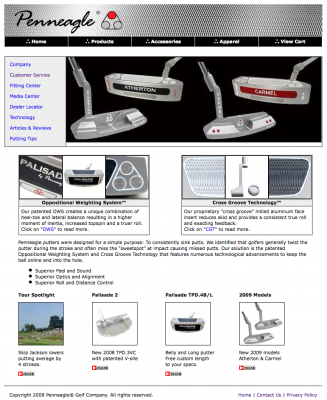 Penneagle®
Home
Products
Accessories
Apparel
View Cart
Company
Customer Service
Fitting Center
Media Center
Dealer Locator
Technology
Articles & Reviews
Putting Tips
ATHERTON
CARMEL
PALISADE
by Penneagle
Oppositional Weighting System™
Our patented OWS creates a unique combination of
heel-toe and lateral balance resulting in a higher
moment of inertia, increased topspin and a truer roll.
Click on "OWS" to read more.
Cross Groove Technology™
Our proprietary "cross groove" milled aluminum face
insert reduces skid and provides a consistent true roll
and exacting feedback.
Click on "CGT" to read more.
Penneagle putters were designed for a simple purpose: To consistently sink putts. We identified that golfers generally twist the
putter during the stroke and often miss the "sweetspot" at impact causing missed putts. Our solution is the patented
Oppositional Weighting System and Cross Groove Technology that features numerous technological advancements to keep the
ball online and into the hole.
Superior Feel and Sound
Superior Optics and Alignment
Superior Roll and Distance Control
Tour Spotlight
Skip Jackson lowers
putting average by
4 strokes.
Palisade 2
New 2008 TPD.3VC
with patented V-site
Palisade TPD.4B/L
Belly and Long putter
Free custom length
to your specs.
2009 Models
New 2009 models
Atherton & Carmel
Copyright 2009 Penneagle® Golf Company. All rights reserved.
Home | Contact Us | Privacy Policy